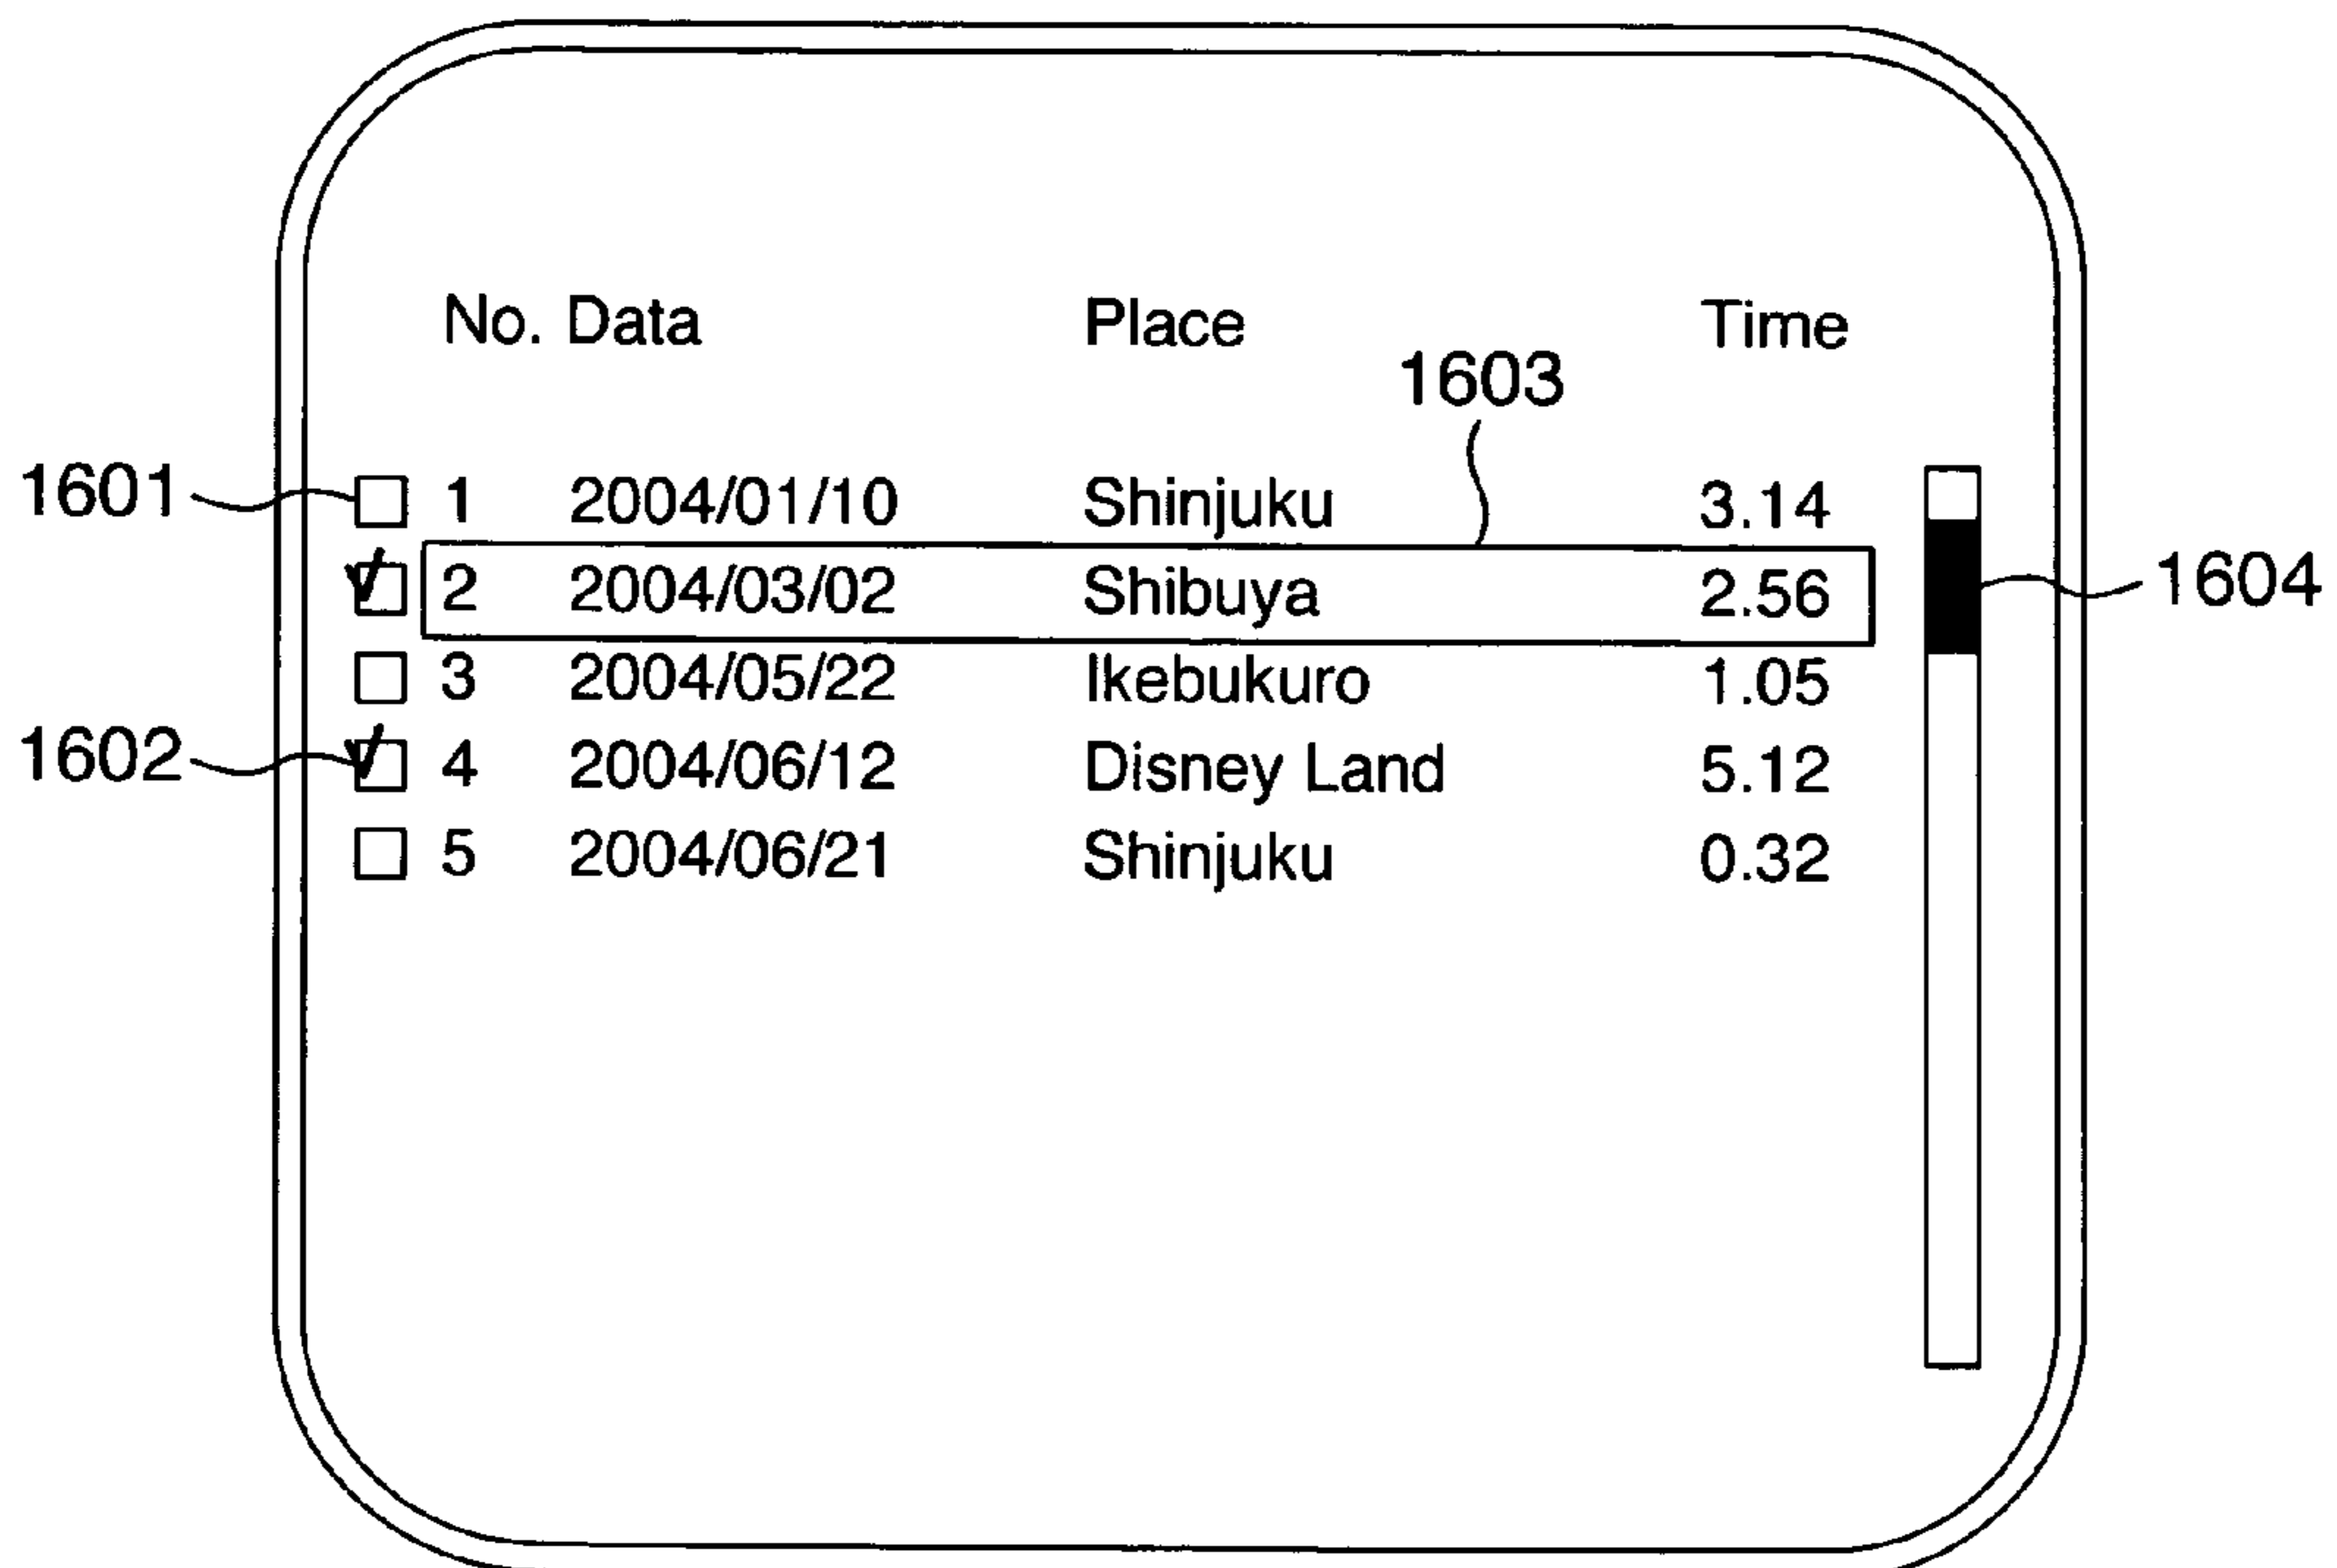 No. Data Place Time
1603
1601 1 2004/01/10 Shinjuku 3.14
2 2004/03/02 Shibuya 2.56 1604
3 2004/05/22 Ikebukuro 1.05
1602 4 2004/06/12 Disney Land 5.12
5 2004/06/21 Shinjuku 0.32